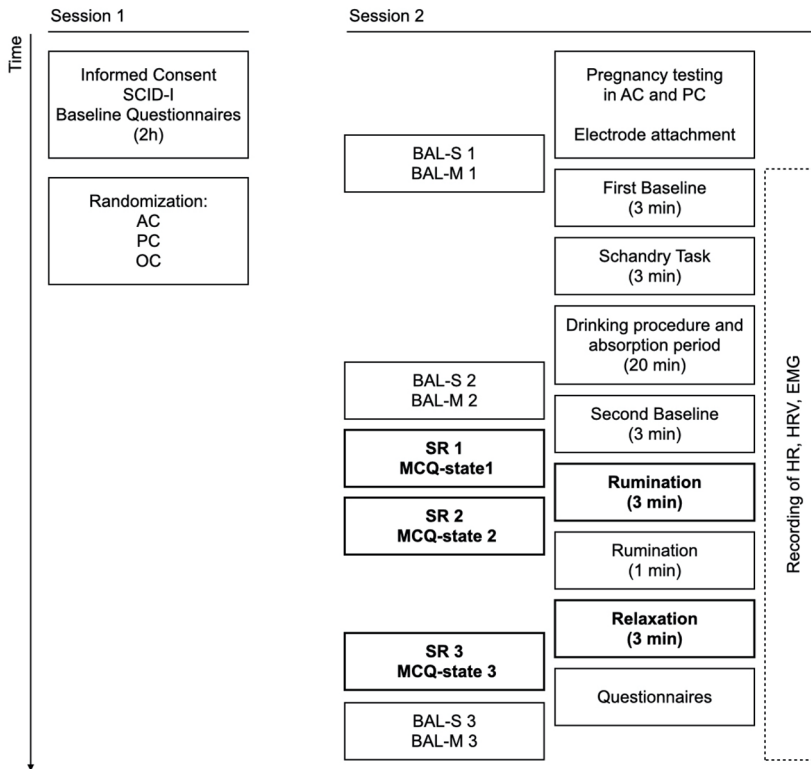 Session 1
Session 2
Time
Informed Consent
SCID-I
Baseline Questionnaires
(2h)
Randomization:
AC
PC
OC
Pregnancy testing
in AC and PC
Electrode attachment
BAL-S 1
BAL-M 1
First Baseline
(3 min)
Schandry Task
(3 min)
Drinking procedure and
absorption period
(20 min)
BAL-S 2
BAL-M 2
Second Baseline
(3 min)
SR 1
MCQ-state1
Rumination
(3 min)
SR 2
MCQ-state 2
Rumination
(1 min)
Relaxation
(3 min)
SR 3
MCQ-state 3
Questionnaires
BAL-S 3
BAL-M 3
Recording of HR, HRV, EMG